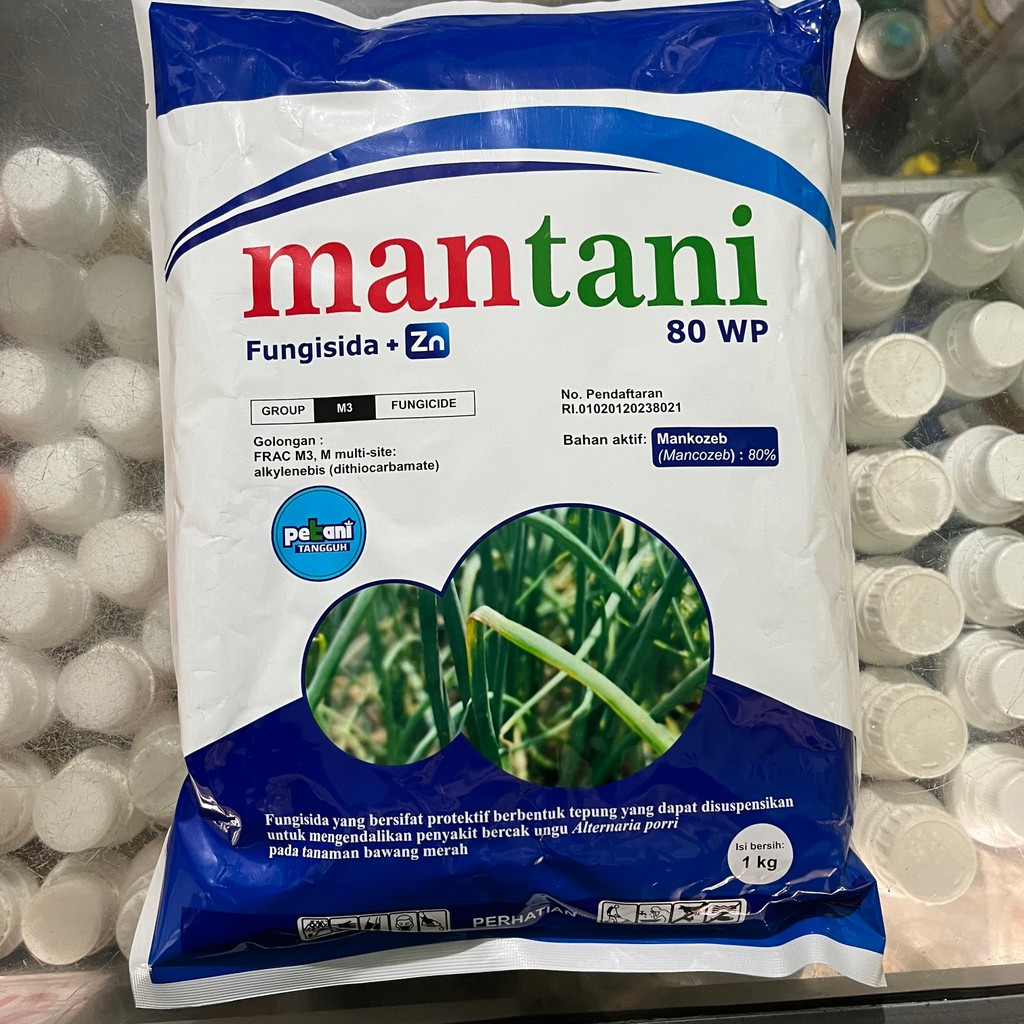 mantani
Fungisida + Zn
80 WP
GROUP M3 FUNGICIDE
No. Pendaftaran
RI.01020120238021
Golongan :
FRAC M3, M multi-site:
alkylenebis (dithiocarbamate)
Bahan aktif: Mankozeb
(Mancozeb) : 80%
petani
TANGGUH
Fungisida yang bersifat protektif berbentuk tepung yang dapat disuspensikan
untuk mengendalikan penyakit bercak ungu Alternaria porri
pada tanaman bawang merah
Isi bersih:
1 kg
PERHATIAN